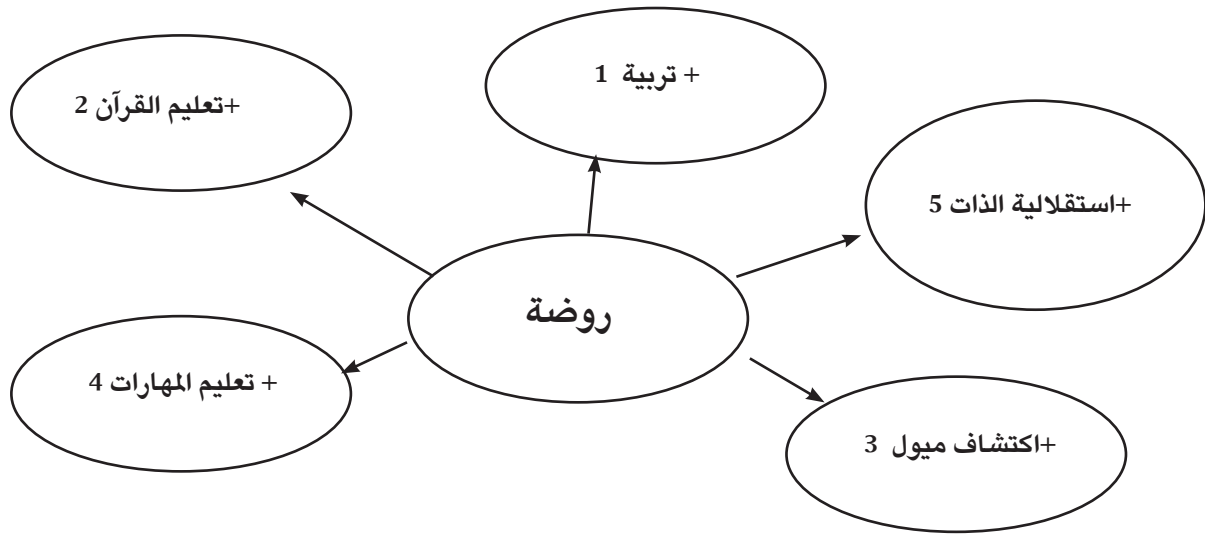 + تربية 1
+تعليم القرآن 2
+استقلالية الذات 5
روضة
+ تعليم المهارات 4
+اكتشاف ميول 3